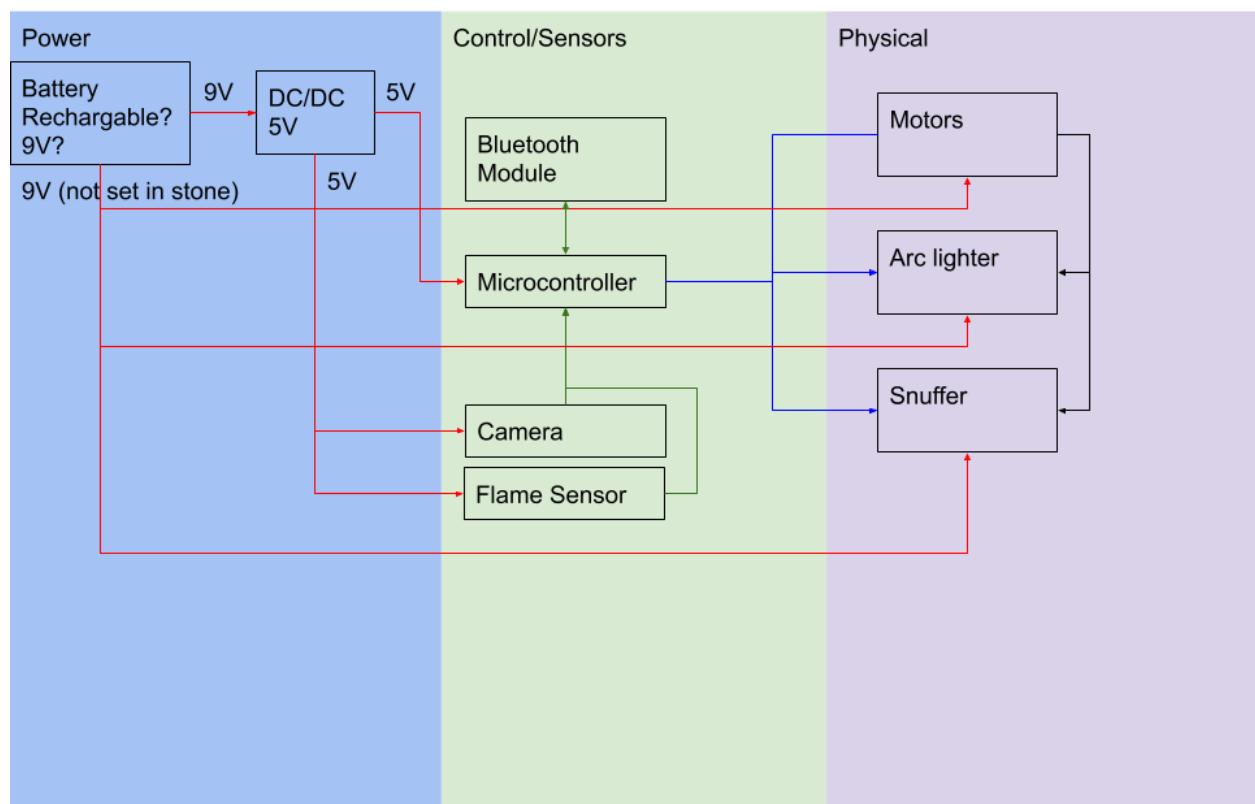 Power
Control/Sensors
Physical
Battery
Rechargable?
9V?
9V
DC/DC
5V
5V
9V (not set in stone)
5V
Bluetooth
Module
Microcontroller
Camera
Flame Sensor
Motors
Arc lighter
Snuffer